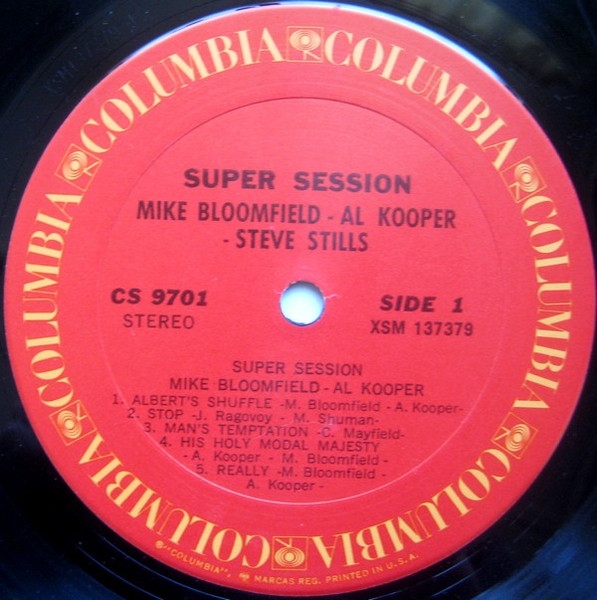 COLUMBIA COLUMBIA COLUMBIA COLUMBIA COLUMBIA COLUMBIA COLUMBIA
SUPER SESSION
MIKE BLOOMFIELD - AL KOOPER
- STEVE STILLS
CS 9701
STEREO
SIDE 1
XSM 137379
SUPER SESSION
MIKE BLOOMFIELD - AL KOOPER
1. ALBERT'S SHUFFLE -M. Bloomfield - A. Kooper-
2. STOP -J. Ragovoy - M. Shuman-
3. MAN'S TEMPTATION -C. Mayfield-
4. HIS HOLY MODAL MAJESTY
-A. Kooper - M. Bloomfield -
5. REALLY -M. Bloomfield -
A. Kooper -
®"COLUMBIA", MARCAS REG. PRINTED IN U.S.A.